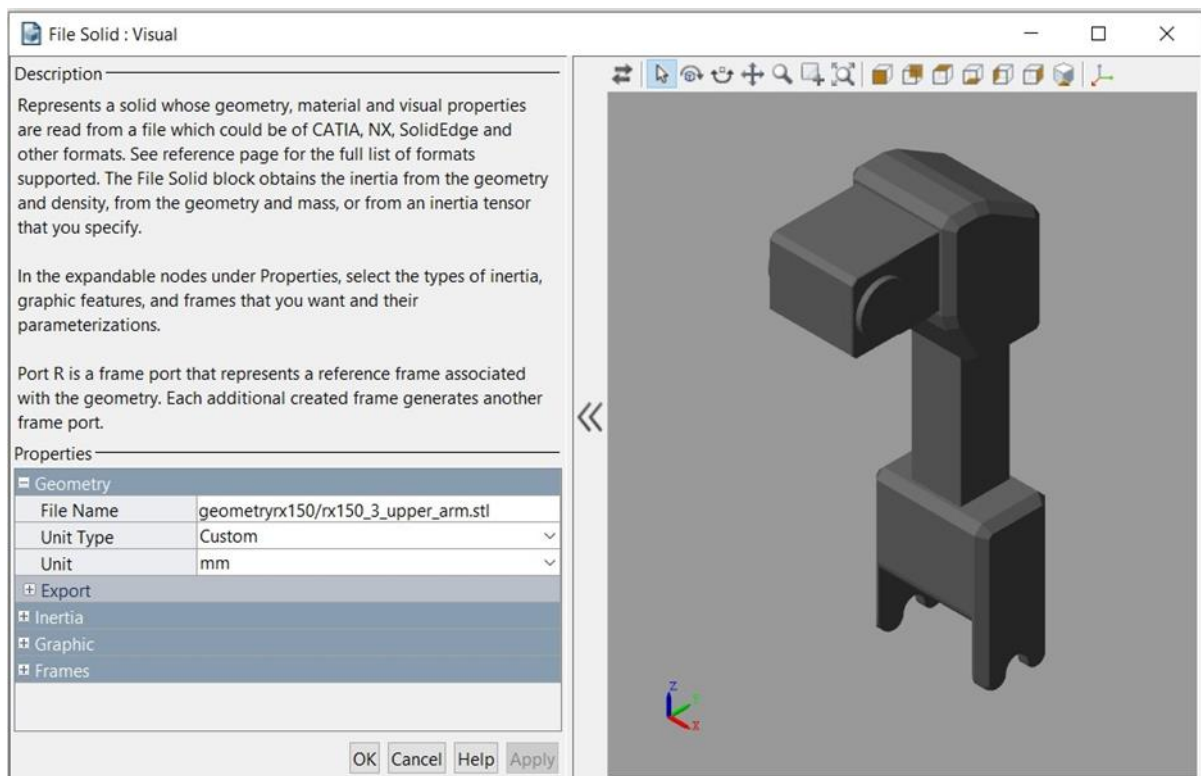 File Solid : Visual
Description
Represents a solid whose geometry, material and visual properties
are read from a file which could be of CATIA, NX, SolidEdge and
other formats. See reference page for the full list of formats
supported. The File Solid block obtains the inertia from the geometry
and density, from the geometry and mass, or from an inertia tensor
that you specify.
In the expandable nodes under Properties, select the types of inertia,
graphic features, and frames that you want and their
parameterizations.
Port R is a frame port that represents a reference frame associated
with the geometry. Each additional created frame generates another
frame port.
Properties
Geometry
File Name geometryrx150/rx150_3_upper_arm.stl
Unit Type Custom
Unit mm
Export
Inertia
Graphic
Frames
OK Cancel Help Apply
Z
Y
X